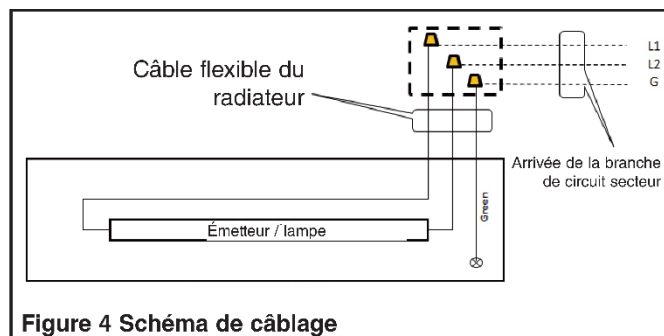 L1
L2
G
Câble flexible du
radiateur
Arrivée de la branche
de circuit secteur
Green
Émetteur / lampe
Figure 4 Schéma de câblage